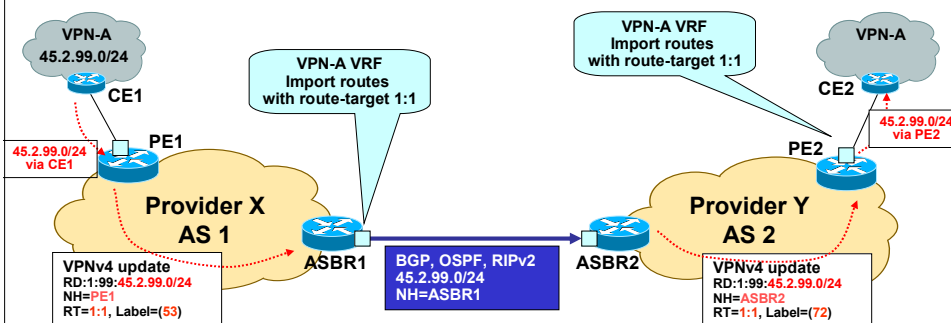 VPN-A
45.2.99.0/24
CE1
VPN-A VRF
Import routes
with route-target 1:1
VPN-A VRF
Import routes
with route-target 1:1
VPN-A
CE2
45.2.99.0/24
via CE1
PE1
PE2
45.2.99.0/24
via PE2
Provider X
AS 1
ASBR1
BGP, OSPF, RIPv2
45.2.99.0/24
NH=ASBR1
ASBR2
Provider Y
AS 2
VPNv4 update
RD:1:99:45.2.99.0/24
NH=PE1
RT=1:1, Label=(53)
VPNv4 update
RD:1:99:45.2.99.0/24
NH=ASBR2
RT=1:1, Label=(72)